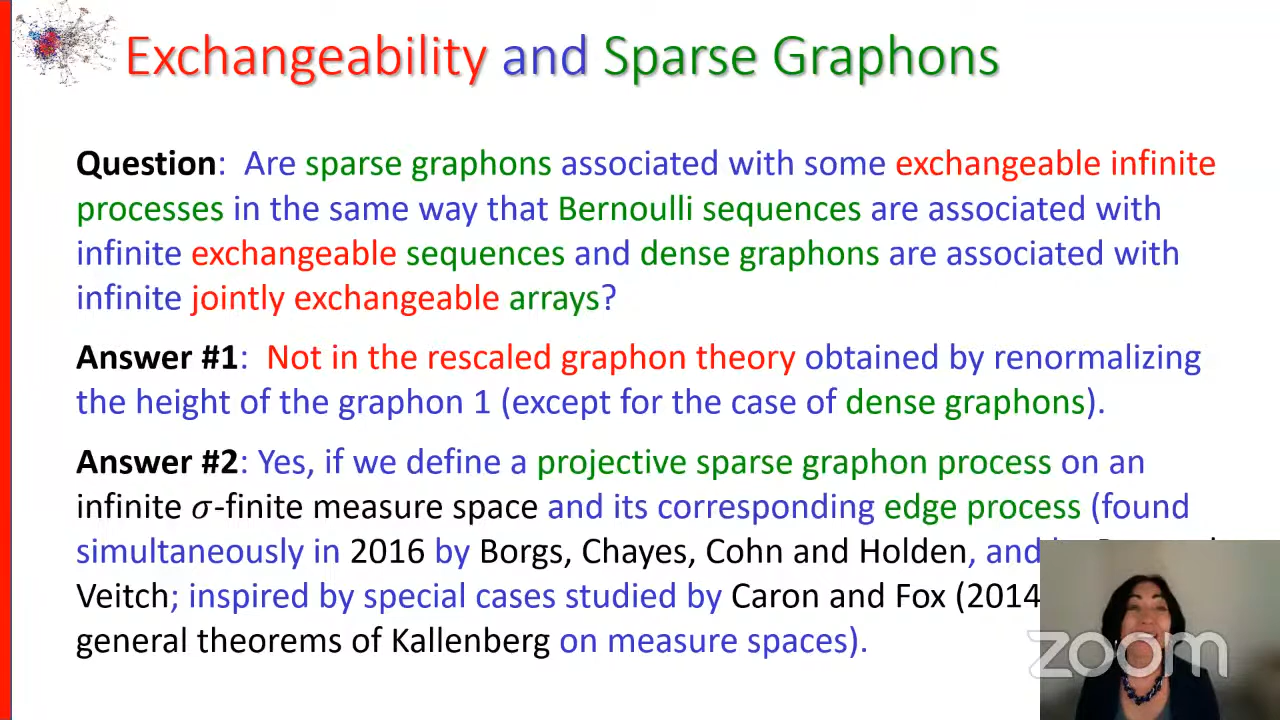 Exchangeability and Sparse Graphons
Question: Are sparse graphons associated with some exchangeable infinite
processes in the same way that Bernoulli sequences are associated with
infinite exchangeable sequences and dense graphons are associated with
infinite jointly exchangeable arrays?
Answer #1: Not in the rescaled graphon theory obtained by renormalizing
the height of the graphon 1 (except for the case of dense graphons).
Answer #2: Yes, if we define a projective sparse graphon process on an
infinite σ-finite measure space and its corresponding edge process (found
simultaneously in 2016 by Borgs, Chayes, Cohn and Holden, and
Veitch; inspired by special cases studied by Caron and Fox (2014
general theorems of Kallenberg on measure spaces).
zoom